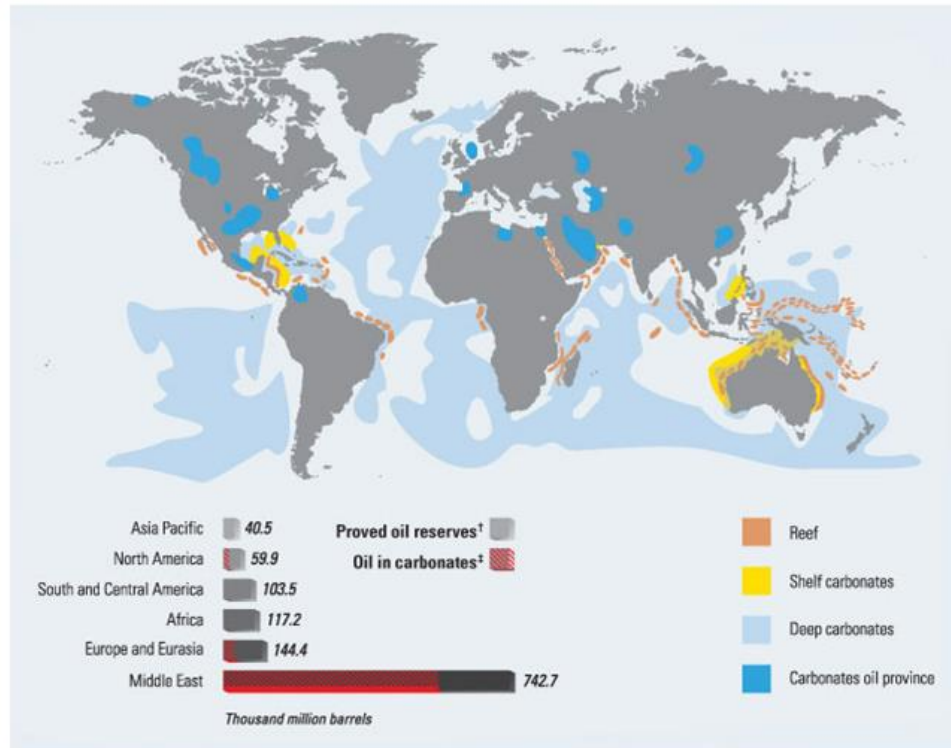 Asia Pacific 40.5
North America 59.9
South and Central America 103.5
Africa 117.2
Europe and Eurasia 144.4
Middle East 742.7
Thousand million barrels
Proved oil reserves†
Oil in carbonates‡
Reef
Shelf carbonates
Deep carbonates
Carbonates oil province